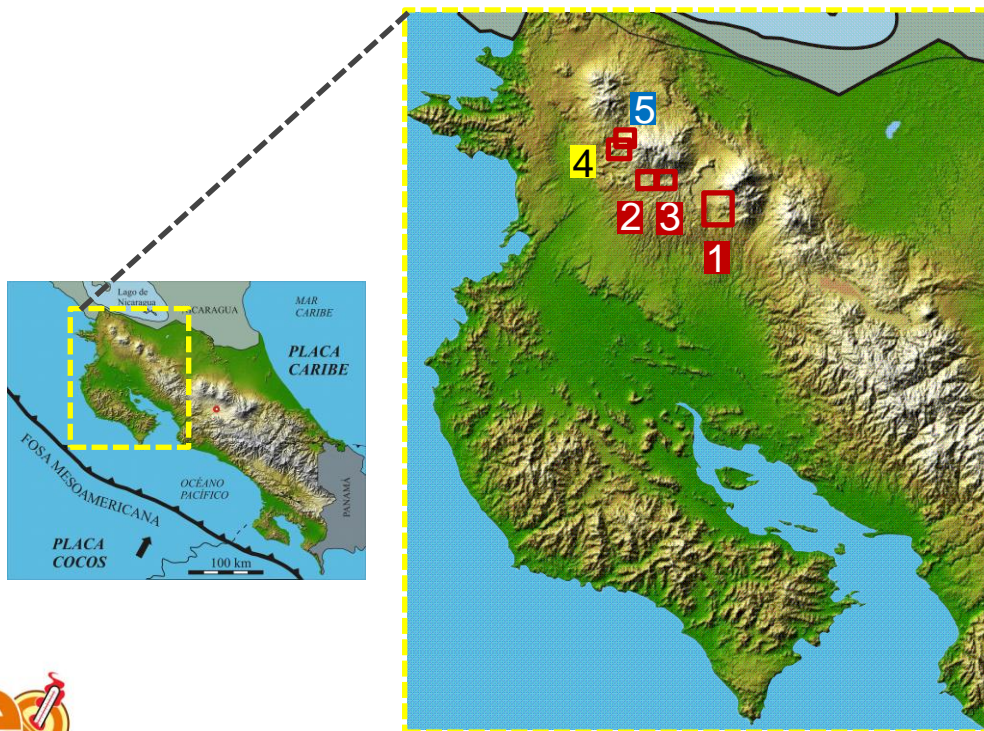 5
4
2
3
1
Lago de
Nicaragua
NICARAGUA
MAR
CARIBE
PLACA
CARIBE
FOSA MESOAMERICANA
OCÉANO
PACÍFICO
PANAMÁ
PLACA
COCOS
100 km